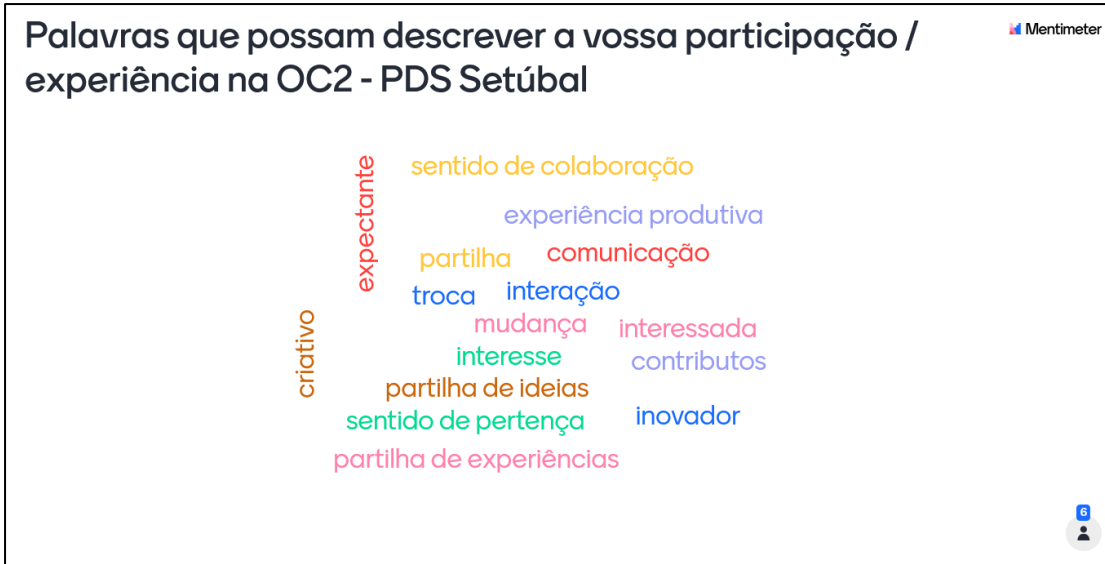 Palavras que possam descrever a vossa participação /
experiência na OC2 - PDS Setúbal
Mentimeter
expectante
sentido de colaboração
experiência produtiva
partilha
comunicação
troca
interação
mudança
interessada
criativo
interesse
contributos
partilha de ideias
sentido de pertença
inovador
partilha de experiências
6